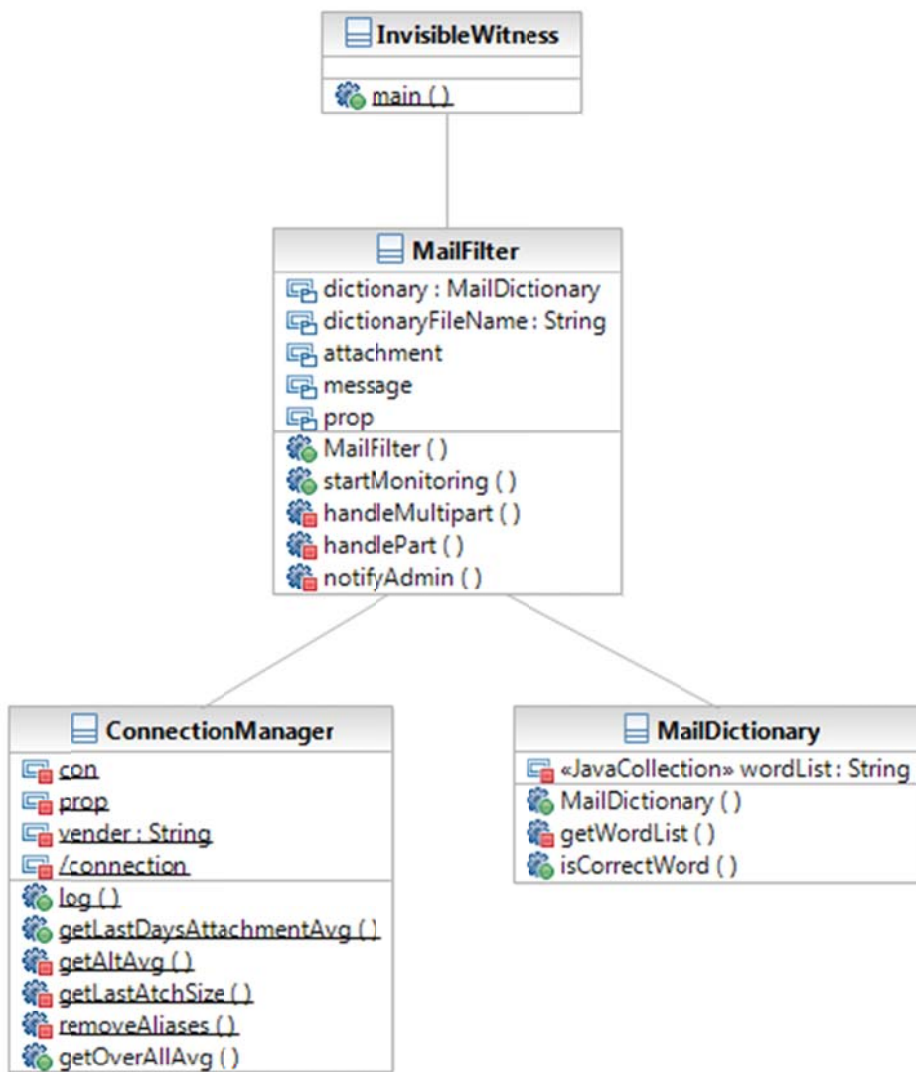 InvisibleWitness
main ( )
MailFilter
dictionary : MailDictionary
dictionaryFileName : String
attachment
message
prop
MailFilter ( )
startMonitoring ( )
handleMultipart ( )
handlePart ( )
notifyAdmin ( )
ConnectionManager
con
prop
vender : String
/connection
log ( )
getLastDaysAttachmentAvg ( )
getAltAvg ( )
getLastAtchSize ( )
removeAliases ( )
getOverAllAvg ( )
MailDictionary
«JavaCollection» wordList : String
MailDictionary ( )
getWordList ( )
isCorrectWord ( )